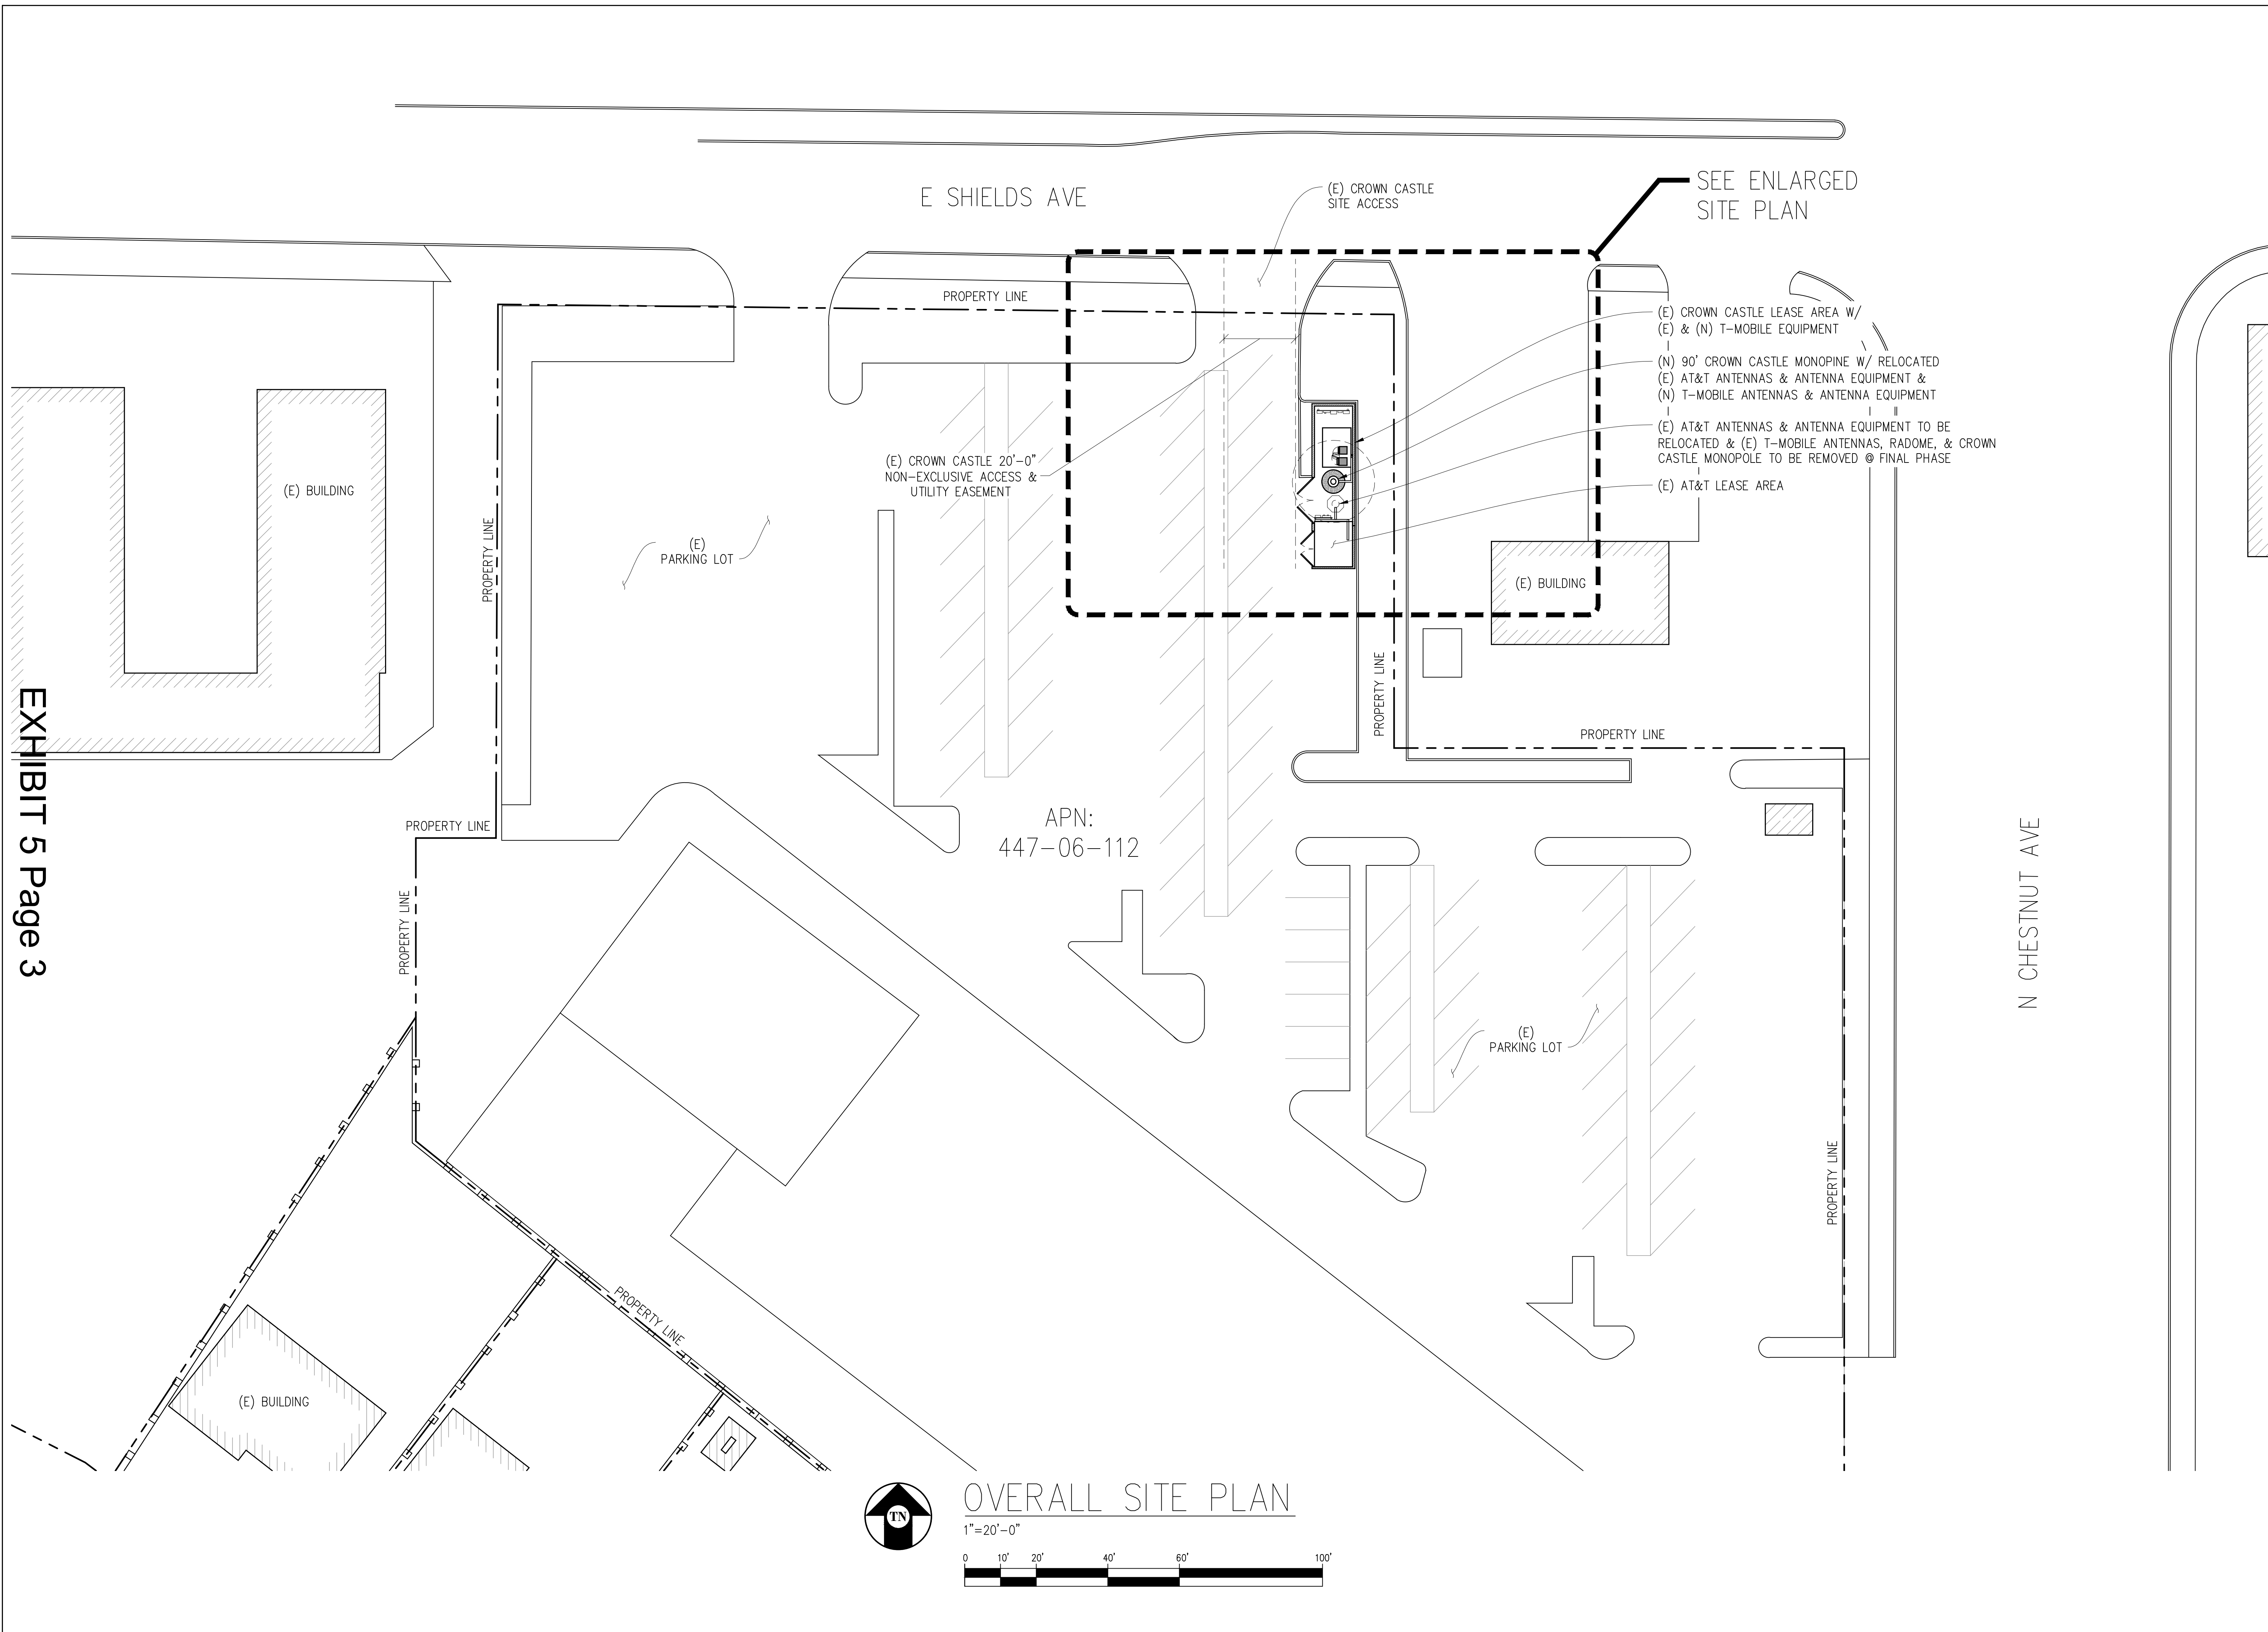 E SHIELDS AVE
(E) CROWN CASTLE
SITE ACCESS
SEE ENLARGED
SITE PLAN
PROPERTY LINE
(E) CROWN CASTLE LEASE AREA W/
(E) & (N) T-MOBILE EQUIPMENT
(N) 90' CROWN CASTLE MONOPINE W/ RELOCATED
(E) AT&T ANTENNAS & ANTENNA EQUIPMENT &
(N) T-MOBILE ANTENNAS & ANTENNA EQUIPMENT
(E) AT&T ANTENNAS & ANTENNA EQUIPMENT TO BE
RELOCATED & (E) T-MOBILE ANTENNAS, RADOME, & CROWN
CASTLE MONOPOLE TO BE REMOVED @ FINAL PHASE
(E) AT&T LEASE AREA
(E) CROWN CASTLE 20'-0"
NON-EXCLUSIVE ACCESS &
UTILITY EASEMENT
(E) BUILDING
PROPERTY LINE
(E)
PARKING LOT
(E) BUILDING
PROPERTY LINE
PROPERTY LINE
EXHIBIT 5 Page 3
PROPERTY LINE
APN:
447-06-112
N CHESTNUT AVE
PROPERTY LINE
(E)
PARKING LOT
PROPERTY LINE
PROPERTY LINE
(E) BUILDING
TN
OVERALL SITE PLAN
1"=20'-0"
0 10' 20' 40' 60' 100'